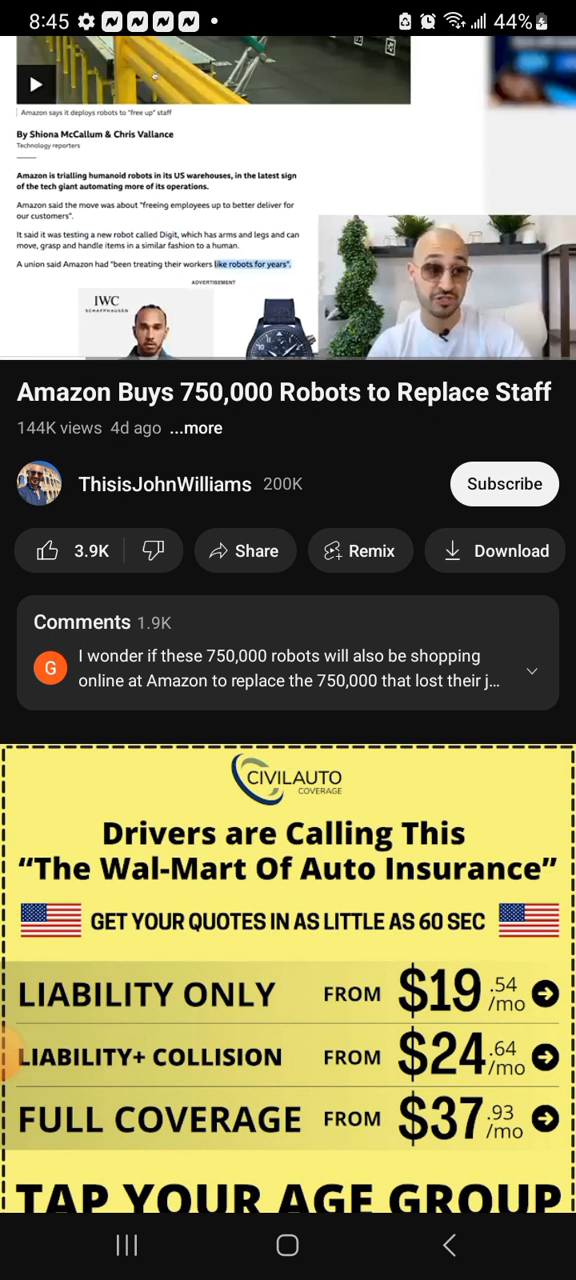 8:45
44%
Amazon says it deploys robots to "free up" staff
By Shiona McCallum & Chris Vallance
Technology reporters
Amazon is trialling humanoid robots in its US warehouses, in the latest sign
of the tech giant automating more of its operations.
Amazon said the move was about "freeing employees up to better deliver for
our customers".
It said it was testing a new robot called Digit, which has arms and legs and can
move, grasp and handle items in a similar fashion to a human.
A union said Amazon had "been treating their workers like robots for years".
ADVERTISEMENT
IWC
SCHAFFHAUSEN
Amazon Buys 750,000 Robots to Replace Staff
144K views 4d ago ...more
ThisisJohnWilliams 200K
Subscribe
3.9K
Share
Remix
Download
Comments 1.9K
G
I wonder if these 750,000 robots will also be shopping
online at Amazon to replace the 750,000 that lost their j...
CIVILAUTO
COVERAGE
Drivers are Calling This
“The Wal-Mart Of Auto Insurance”
GET YOUR QUOTES IN AS LITTLE AS 60 SEC
LIABILITY ONLY FROM $19.54/mo
LIABILITY+ COLLISION FROM $24.64/mo
FULL COVERAGE FROM $37.93/mo
TAP YOUR AGE GROUP